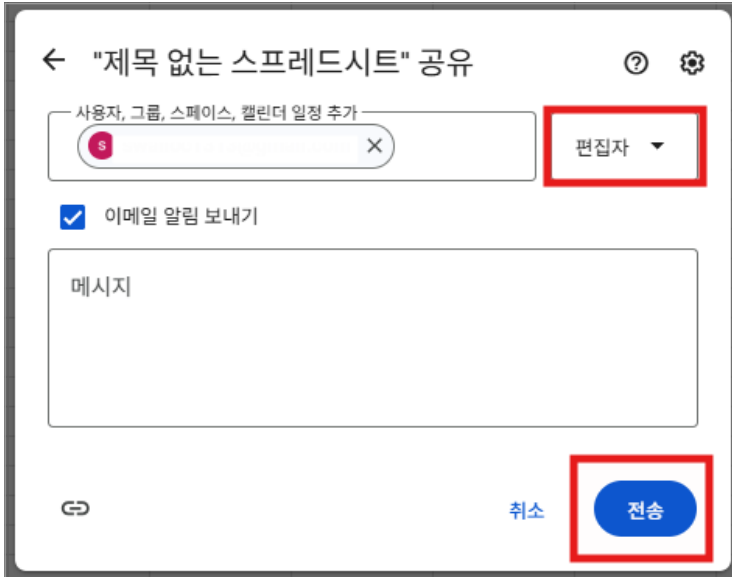 "제목 없는 스프레드시트" 공유
사용자, 그룹, 스페이스, 캘린더 일정 추가
s
편집자
이메일 알림 보내기
메시지
취소
전송